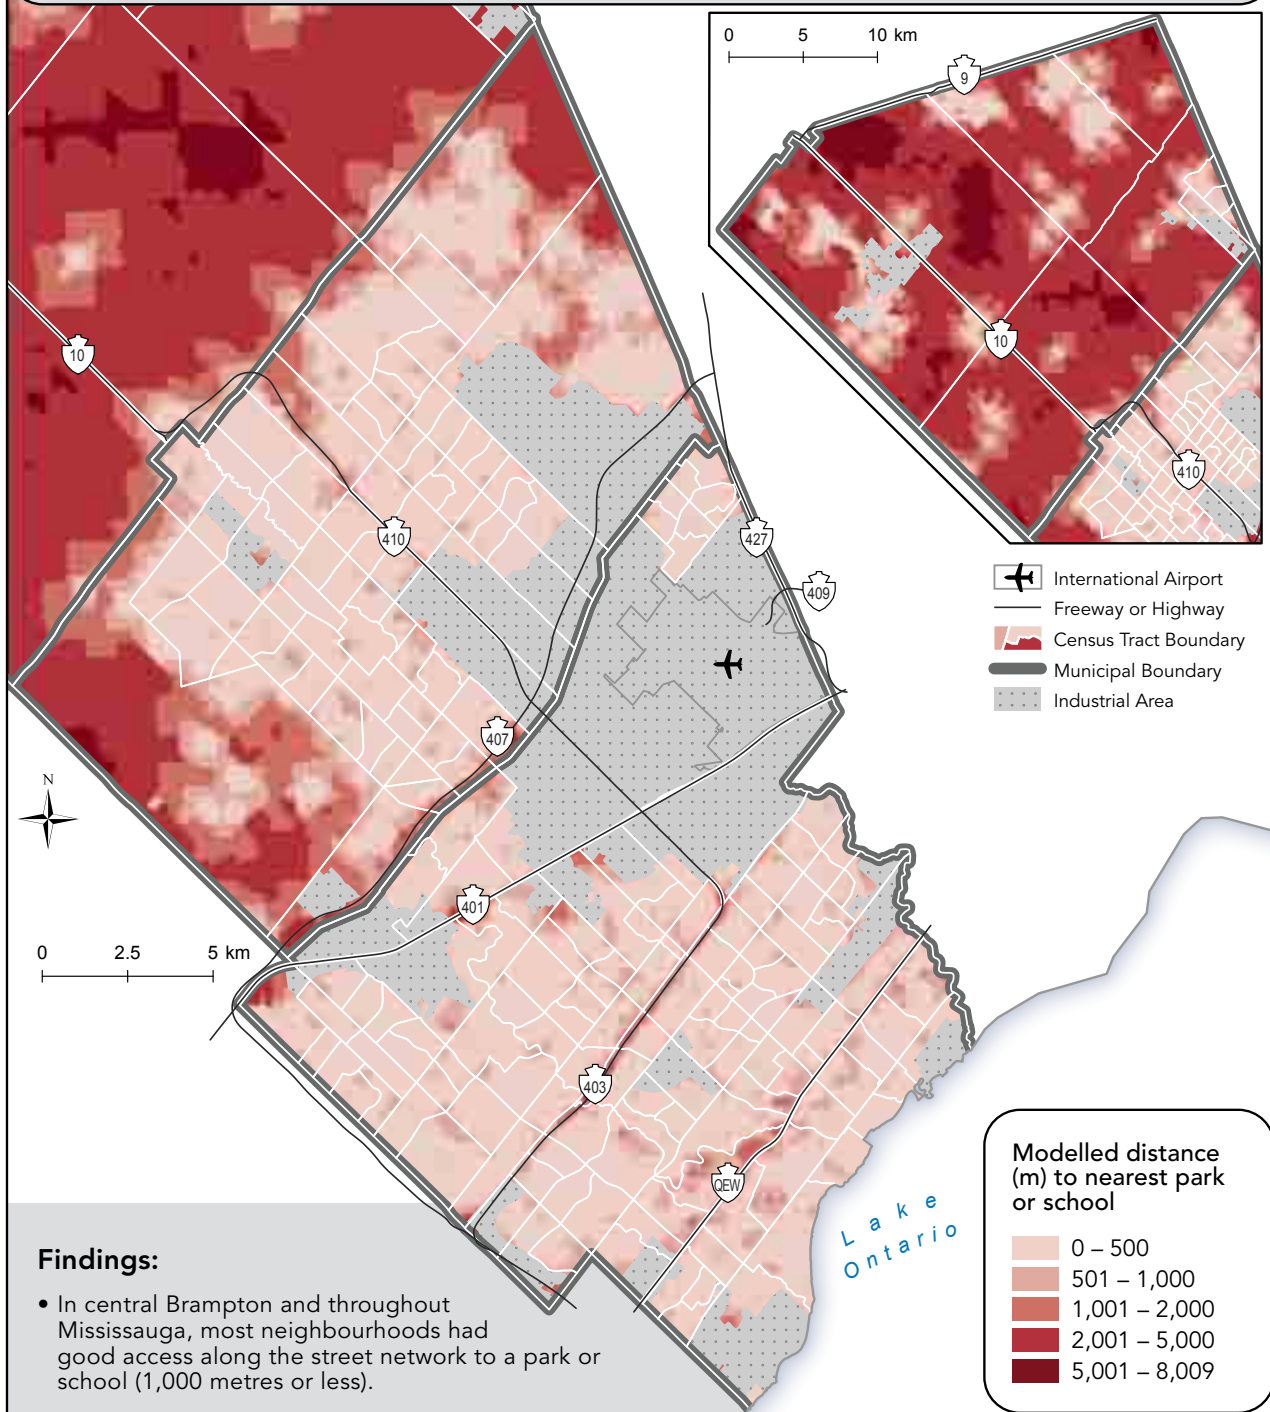 0 5 10 km
9
10
410
10
410
427
409
407
401
403
QEW
N
0 2.5 5 km
International Airport
Freeway or Highway
Census Tract Boundary
Municipal Boundary
Industrial Area
Lake
Ontario
Modelled distance
(m) to nearest park
or school
0 – 500
501 – 1,000
1,001 – 2,000
2,001 – 5,000
5,001 – 8,009
Findings:
• In central Brampton and throughout
Mississauga, most neighbourhoods had
good access along the street network to a park or
school (1,000 metres or less).